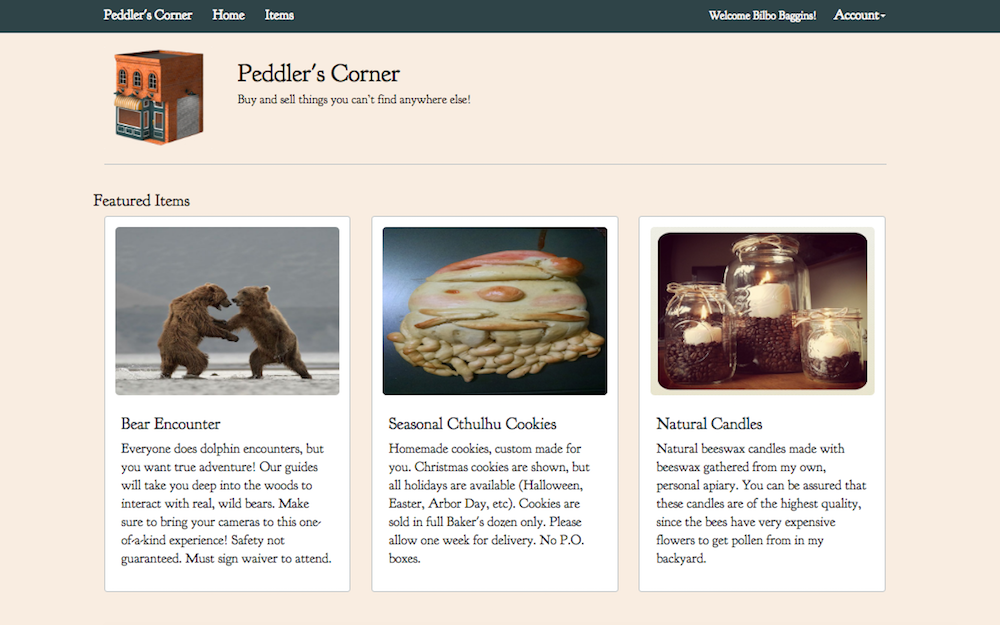 Peddler's Corner Home Items Welcome Bilbo Baggins! Account
Peddler's Corner
Buy and sell things you can't find anywhere else!
Featured Items
Bear Encounter
Everyone does dolphin encounters, but
you want true adventure! Our guides
will take you deep into the woods to
interact with real, wild bears. Make
sure to bring your cameras to this one-
of-a-kind experience! Safety not
guaranteed. Must sign waiver to attend.
Seasonal Cthulhu Cookies
Homemade cookies, custom made for
you. Christmas cookies are shown, but
all holidays are available (Halloween,
Easter, Arbor Day, etc). Cookies are
sold in full Baker's dozen only. Please
allow one week for delivery. No P.O.
boxes.
Natural Candles
Natural beeswax candles made with
beeswax gathered from my own,
personal apiary. You can be assured that
these candles are of the highest quality,
since the bees have very expensive
flowers to get pollen from in my
backyard.